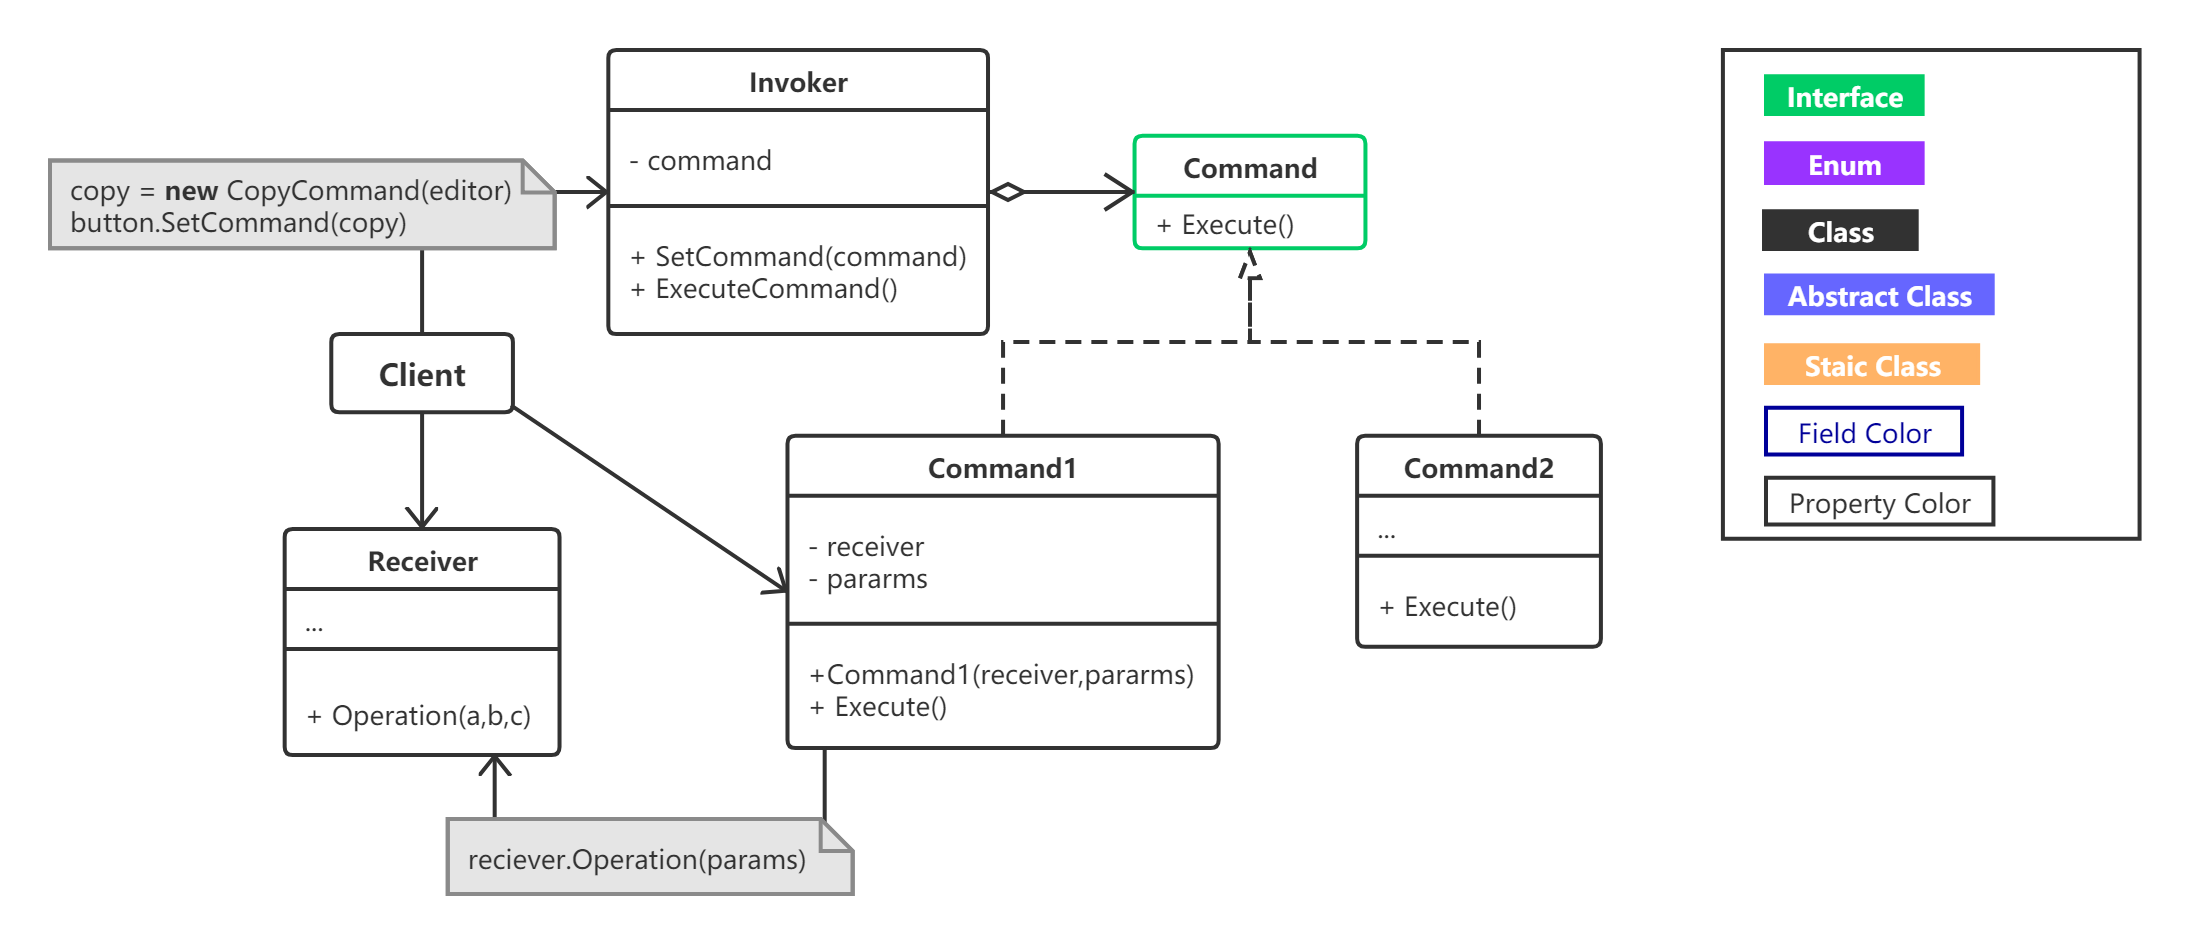 Invoker
- command
+ SetCommand(command)
+ ExecuteCommand()
copy = new CopyCommand(editor)
button.SetCommand(copy)
Command
+ Execute()
Client
Receiver
...
+ Operation(a,b,c)
Command1
- receiver
- pararms
+Command1(receiver,pararms)
+ Execute()
Command2
...
+ Execute()
reciever.Operation(params)
Interface
Enum
Class
Abstract Class
Staic Class
Field Color
Property Color